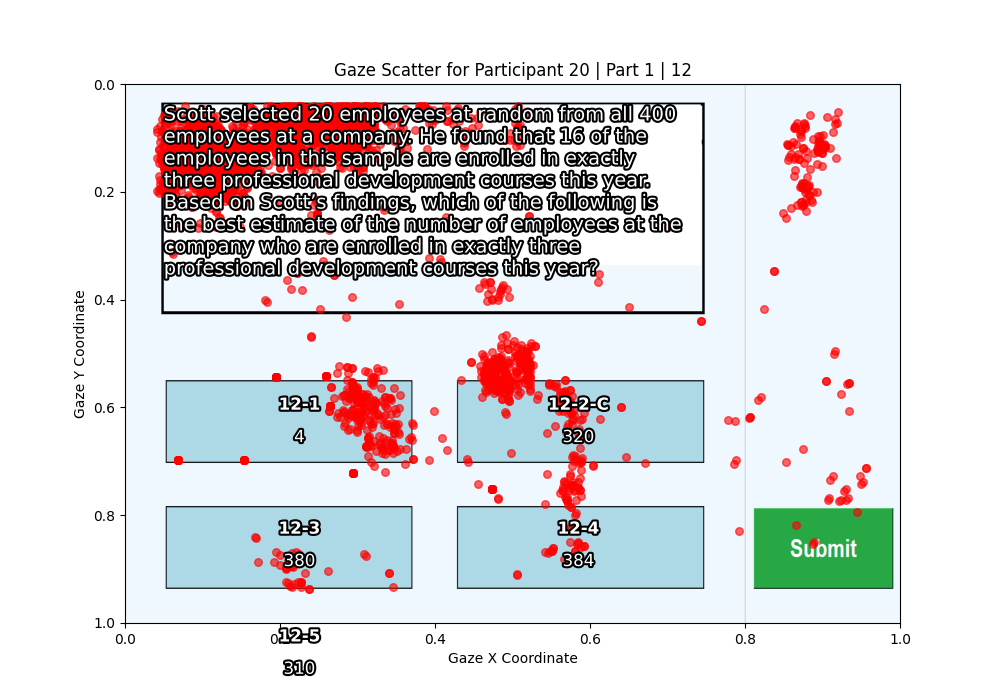 Gaze Scatter for Participant 20 | Part 1 | 12
Scott selected 20 employees at random from all 400
employees at a company. He found that 16 of the
employees in this sample are enrolled in exactly
three professional development courses this year.
Based on Scott's findings, which of the following is
the best estimate of the number of employees at the
company who are enrolled in exactly three
professional development courses this year?
12-1
4
12-2-C
320
12-3
380
12-4
384
12-5
310
Submit
Gaze Y Coordinate
0.0
0.2
0.4
0.6
0.8
1.0
0.0
0.2
0.4
0.6
0.8
1.0
Gaze X Coordinate